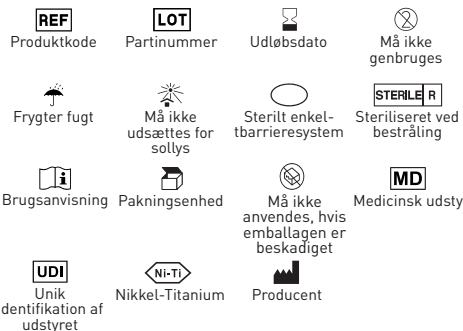 REF
LOT
2
Produktkode
Partinummer
Udløbsdato
Må ikke
genbruges
STERILE R
Frygter fugt
Må ikke
udsættes for
sollys
Sterilt enkel-
tbarrieresystem
Steriliseret ved
bestråling
i
MD
Brugsanvisning
Pakningsenhed
Må ikke
anvendes, hvis
emballagen er
beskadiget
Medicinsk udsty
UDI
Ni-Ti
Unik
dentifikation af
udstyret
Nikkel-Titanium
Producent